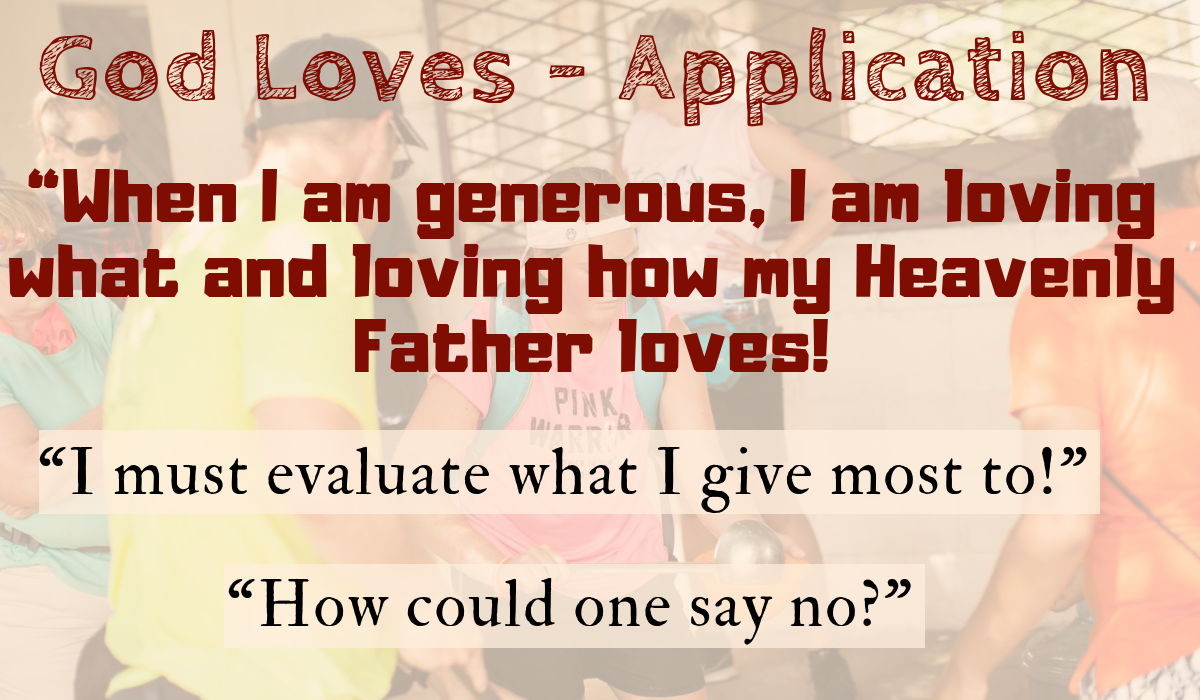 God Loves - Application
“When I am generous, I am loving
what and loving how my Heavenly
Father loves!
PINK
WARRIOR
“I must evaluate what I give most to!”
“How could one say no?”